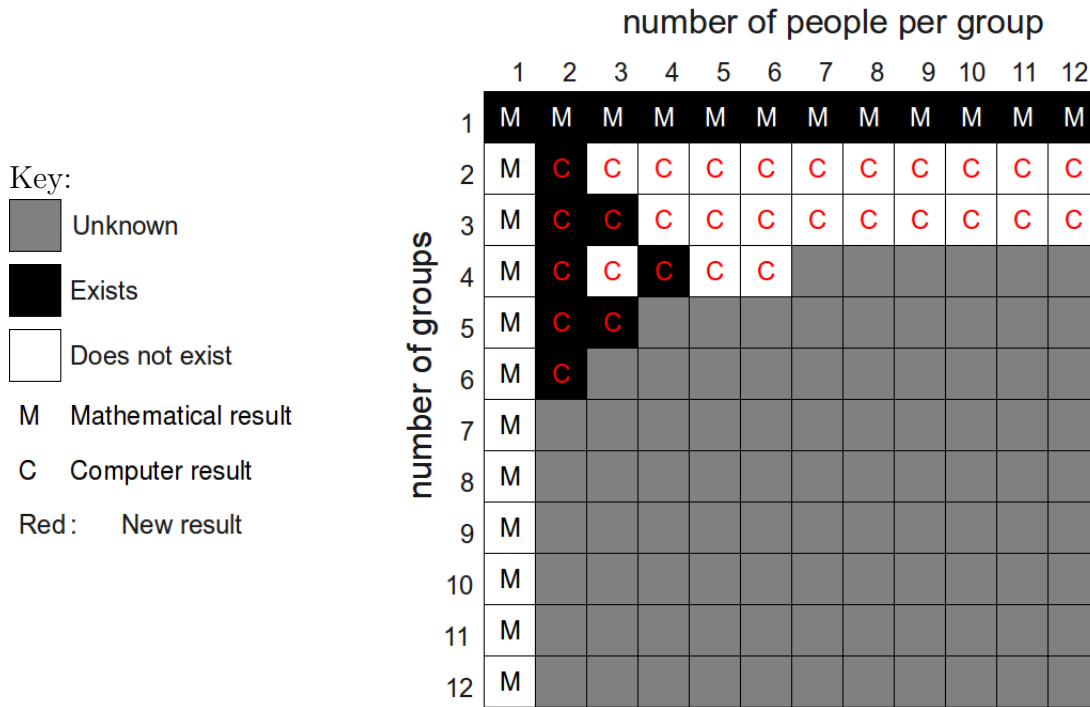 number of people per group
1 2 3 4 5 6 7 8 9 10 11 12
1 M M M M M M M M M M M M
2 M C C C C C C C C C C C
3 M C C C C C C C C C C C
4 M C C C C C
5 M C C
6 M C
7 M
8 M
9 M
10 M
11 M
12 M
number of groups
Key:
Unknown
Exists
Does not exist
M Mathematical result
C Computer result
Red: New result